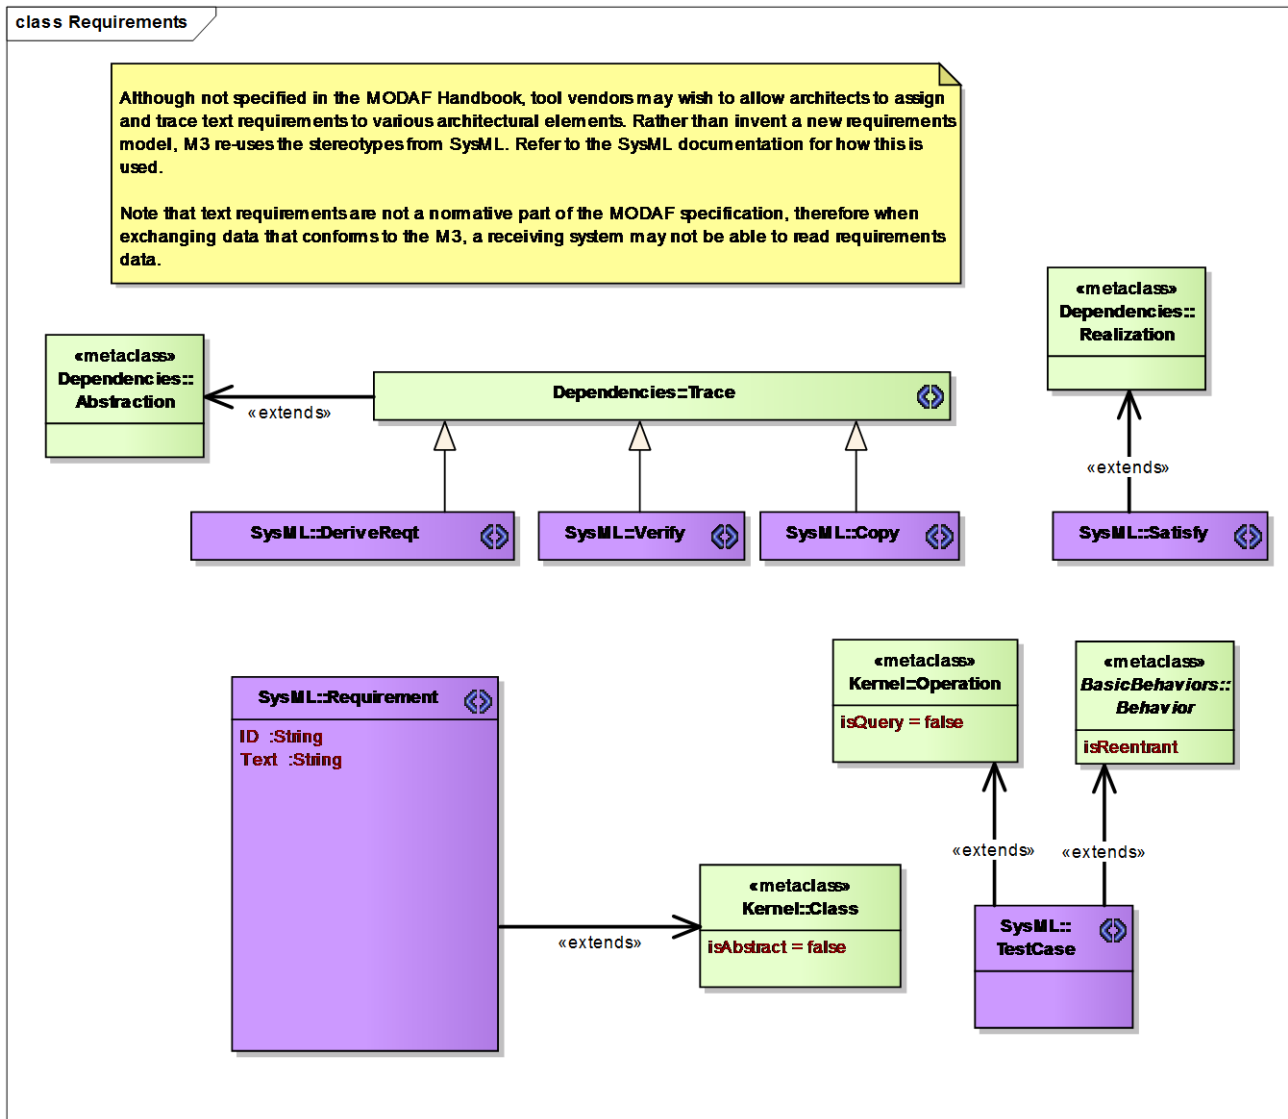 class Requirements
Although not specified in the MODAF Handbook, tool vendors may wish to allow architects to assign
and trace text requirements to various architectural elements. Rather than invent a new requirements
model, M3 re-uses the stereotypes from SysML. Refer to the SysML documentation for how this is
used.
Note that text requirements are not a normative part of the MODAF specification, therefore when
exchanging data that conforms to the M3, a receiving system may not be able to read requirements
data.
«metaclass»
Dependencies::
Realization
«metaclass»
Dependencies::
Abstraction
«extends»
Dependencies::Trace
«extends»
SysML::DeriveReqt
SysML::Verify
SysML::Copy
SysML::Satisfy
SysML::Requirement
ID :String
Text :String
«metaclass»
Kernel::Operation
isQuery = false
«metaclass»
BasicBehaviors::
Behavior
isReentrant
«extends»
«extends»
«extends»
«metaclass»
Kernel::Class
isAbstract = false
SysML::
TestCase